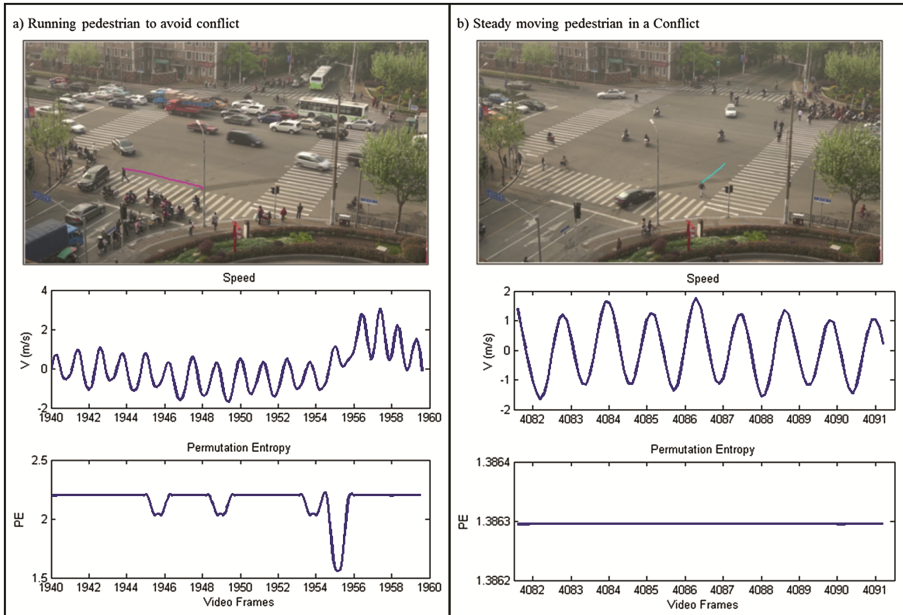 a) Running pedestrian to avoid conflict
Speed
V (m/s)
4
2
0
-2
1940 1942 1944 1946 1948 1950 1952 1954 1956 1958 1960
Permutation Entropy
PE
2.5
2
1.5
1940 1942 1944 1946 1948 1950 1952 1954 1956 1958 1960
Video Frames
b) Steady moving pedestrian in a Conflict
Speed
V (m/s)
2
1
0
-1
-2
4082 4083 4084 4085 4086 4087 4088 4089 4090 4091
Permutation Entropy
PE
1.3864
1.3863
1.3862
4082 4083 4084 4085 4086 4087 4088 4089 4090 4091
Video Frames